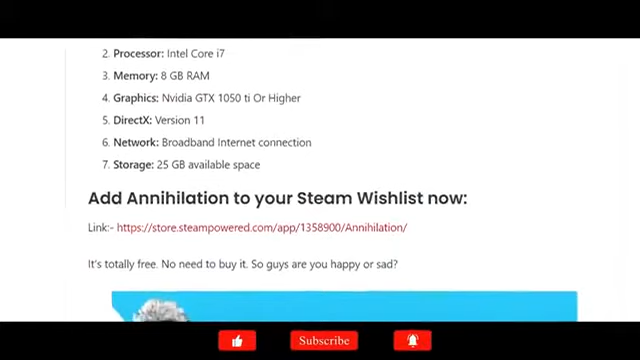 2. Processor: Intel Core i7
3. Memory: 8 GB RAM
4. Graphics: Nvidia GTX 1050 ti Or Higher
5. DirectX: Version 11
6. Network: Broadband Internet connection
7. Storage: 25 GB available space
Add Annihilation to your Steam Wishlist now:
Link:- https://store.steampowered.com/app/1358900/Annihilation/
It's totally free. No need to buy it. So guys are you happy or sad?
Subscribe